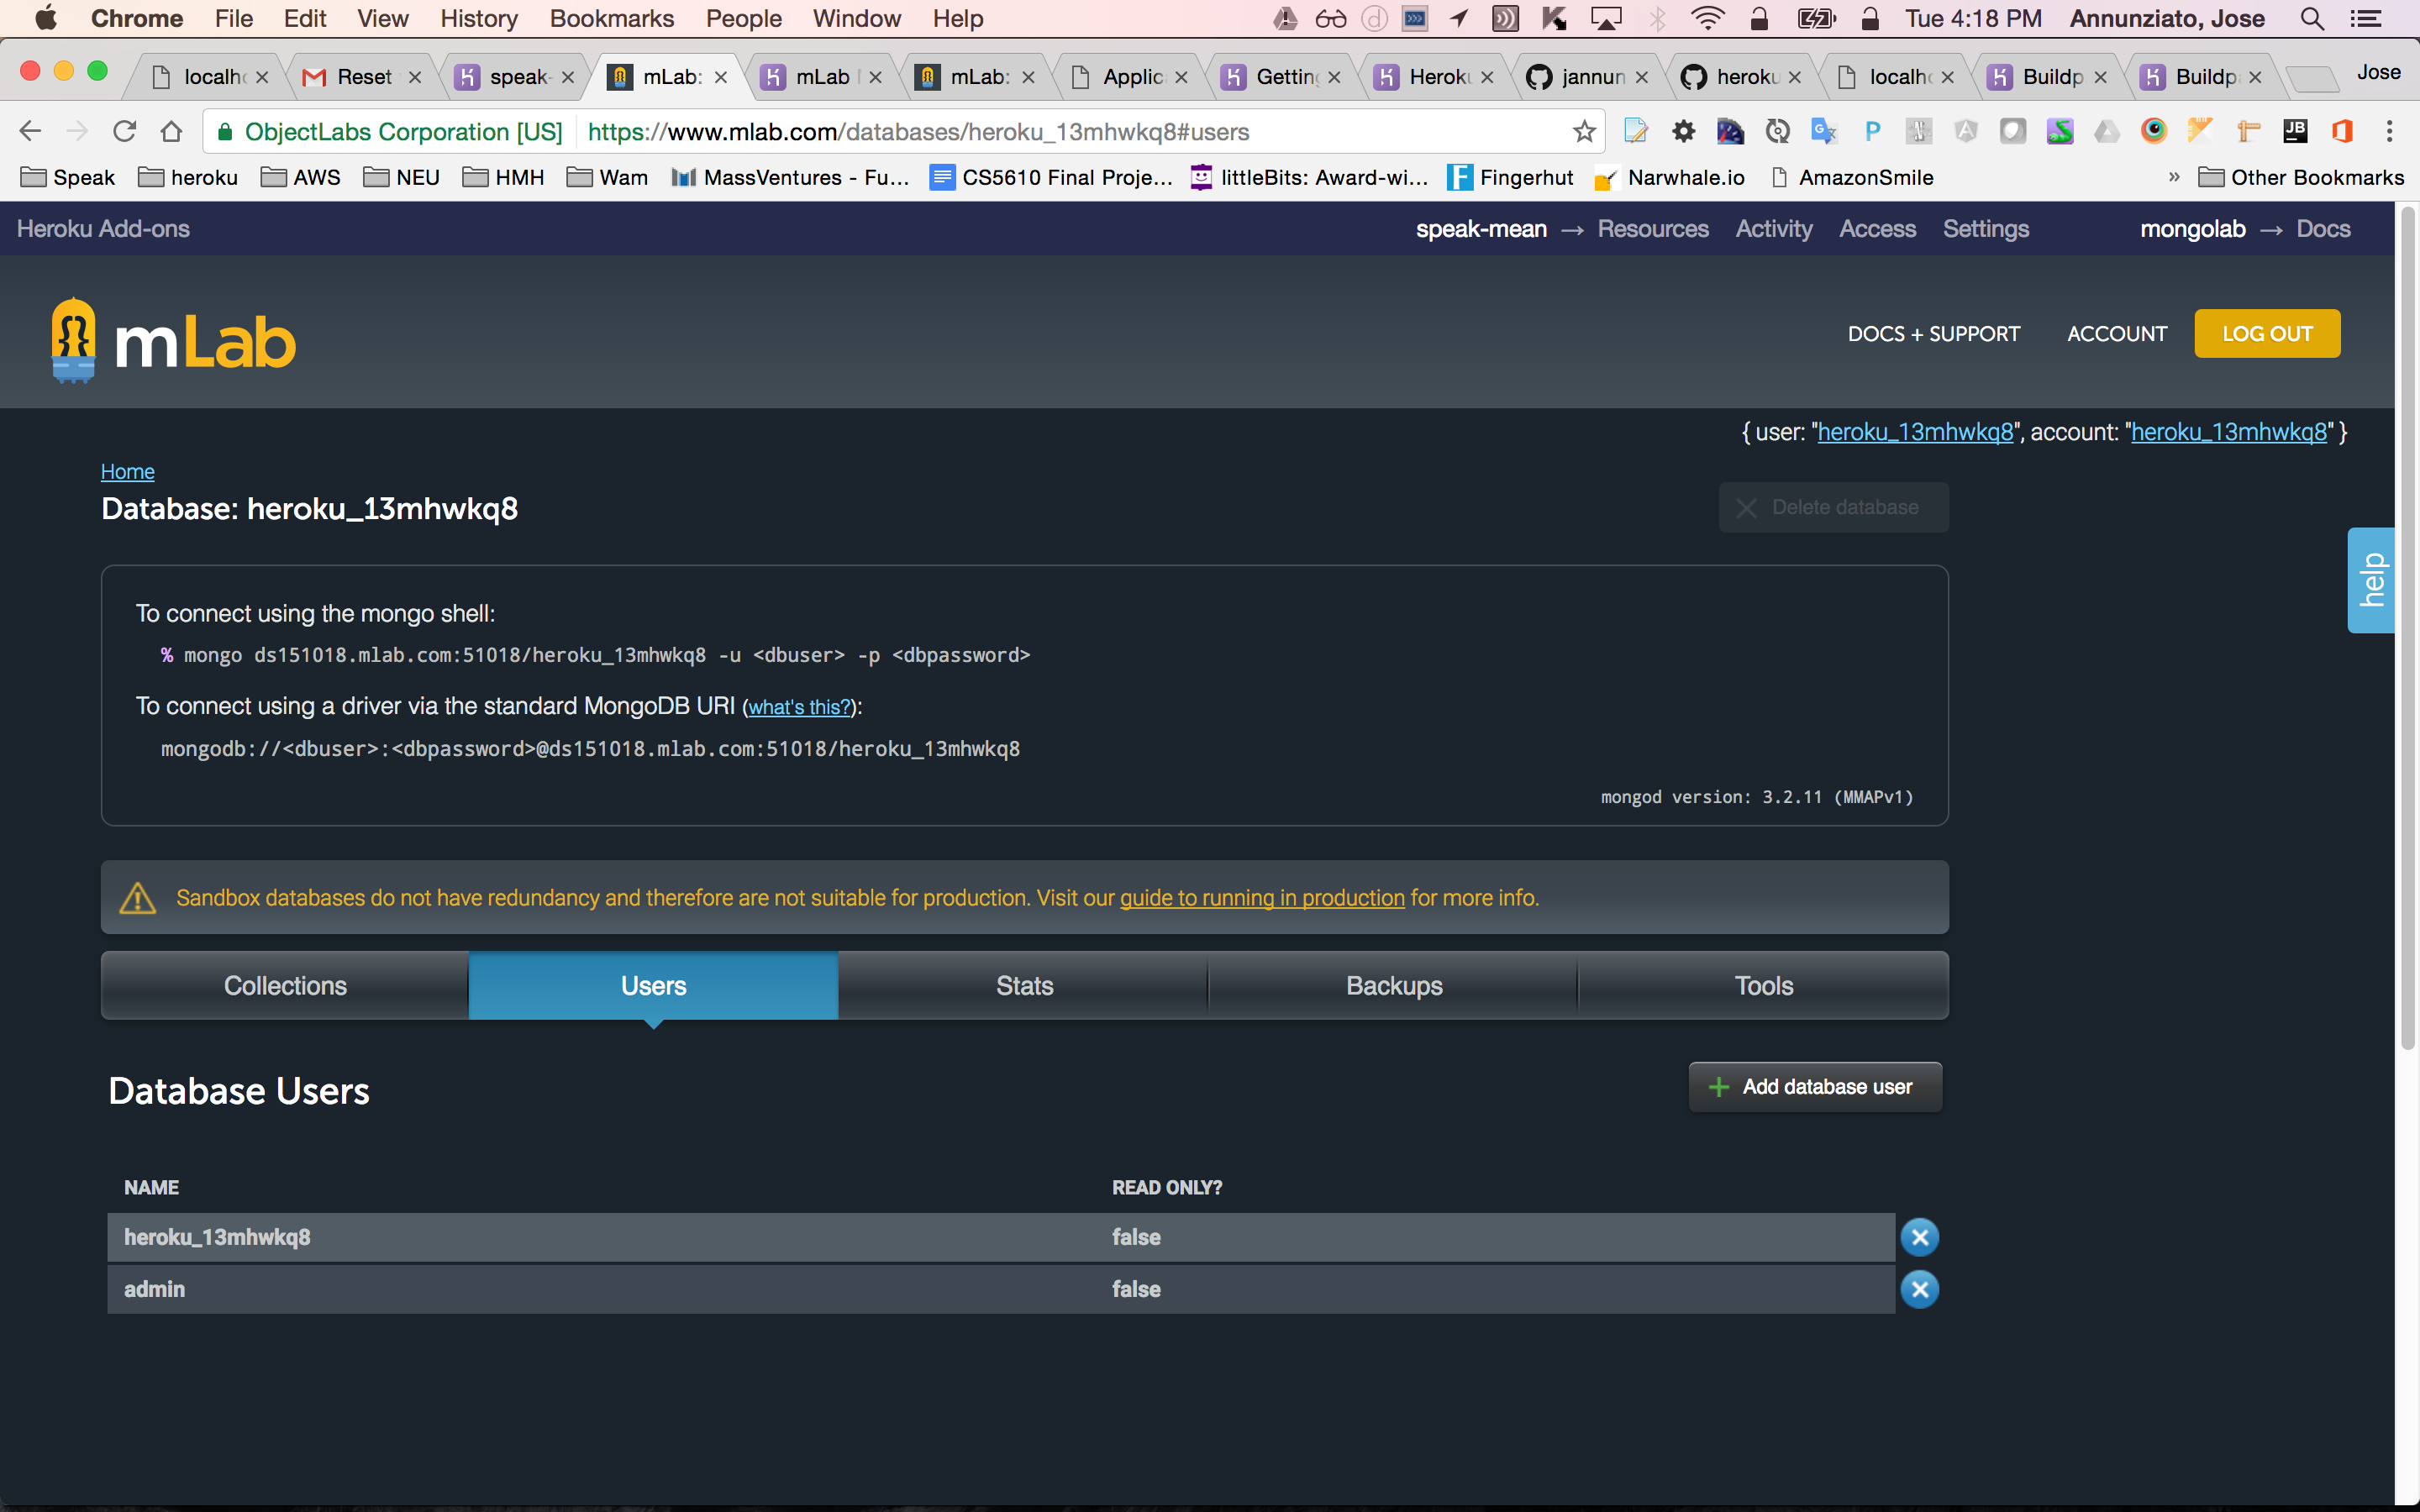 Chrome File Edit View History Bookmarks People Window Help Tue 4:18 PM Annunziato, Jose
localho Reset speak- mLab: mLab mLab: Applic Getting Heroku jannun heroku localho Buildp Buildp Jose
ObjectLabs Corporation [US] https://www.mlab.com/databases/heroku_13mhwkq8#users
Speak heroku AWS NEU HMH Wam MassVentures - Fu... CS5610 Final Proje... littleBits: Award-wi... Fingerhut Narwhale.io AmazonSmile » Other Bookmarks
Heroku Add-ons speak-mean → Resources Activity Access Settings mongolab → Docs
mLab DOCS + SUPPORT ACCOUNT LOG OUT
{ user: "heroku_13mhwkq8", account: "heroku_13mhwkq8" }
Home
Database: heroku_13mhwkq8 Delete database
help
To connect using the mongo shell:
% mongo ds151018.mlab.com:51018/heroku_13mhwkq8 -u <dbuser> -p <dbpassword>
To connect using a driver via the standard MongoDB URI (what's this?):
mongodb://<dbuser>:<dbpassword>@ds151018.mlab.com:51018/heroku_13mhwkq8
mongod version: 3.2.11 (MMAPv1)
Sandbox databases do not have redundancy and therefore are not suitable for production. Visit our guide to running in production for more info.
Collections Users Stats Backups Tools
Database Users Add database user
NAME READ ONLY?
heroku_13mhwkq8 false
admin false